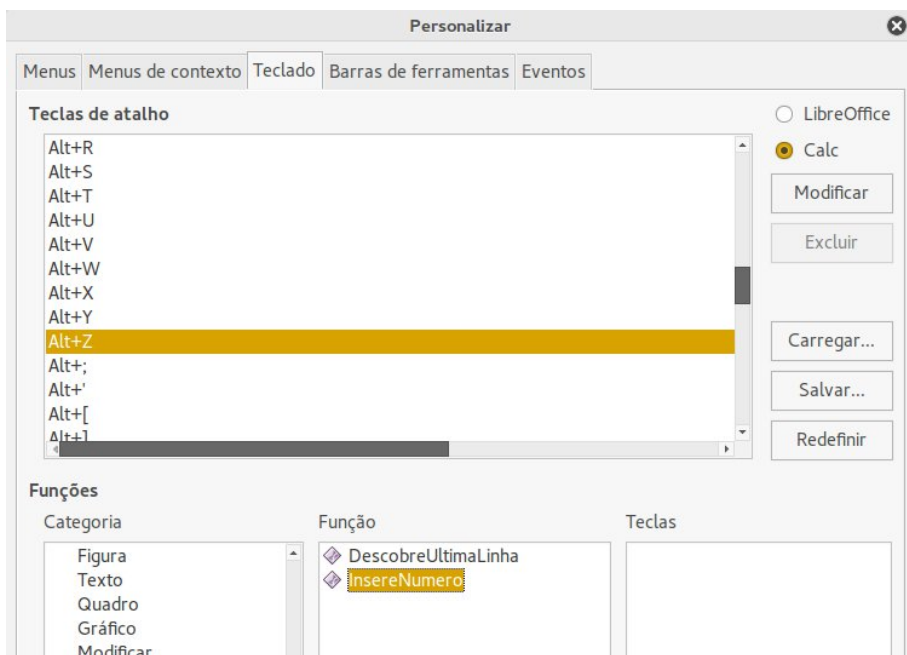 Personalizar
Menus Menus de contexto Teclado Barras de ferramentas Eventos
Teclas de atalho
LibreOffice
Calc
Modificar
Excluir
Carregar...
Salvar...
Redefinir
Alt+R
Alt+S
Alt+T
Alt+U
Alt+V
Alt+W
Alt+X
Alt+Y
Alt+Z
Alt+;
Alt+'
Alt+[
Alt+]
Funções
Categoria
Figura
Texto
Quadro
Gráfico
Modificar
Função
DescobreUltimaLinha
InsereNumero
Teclas